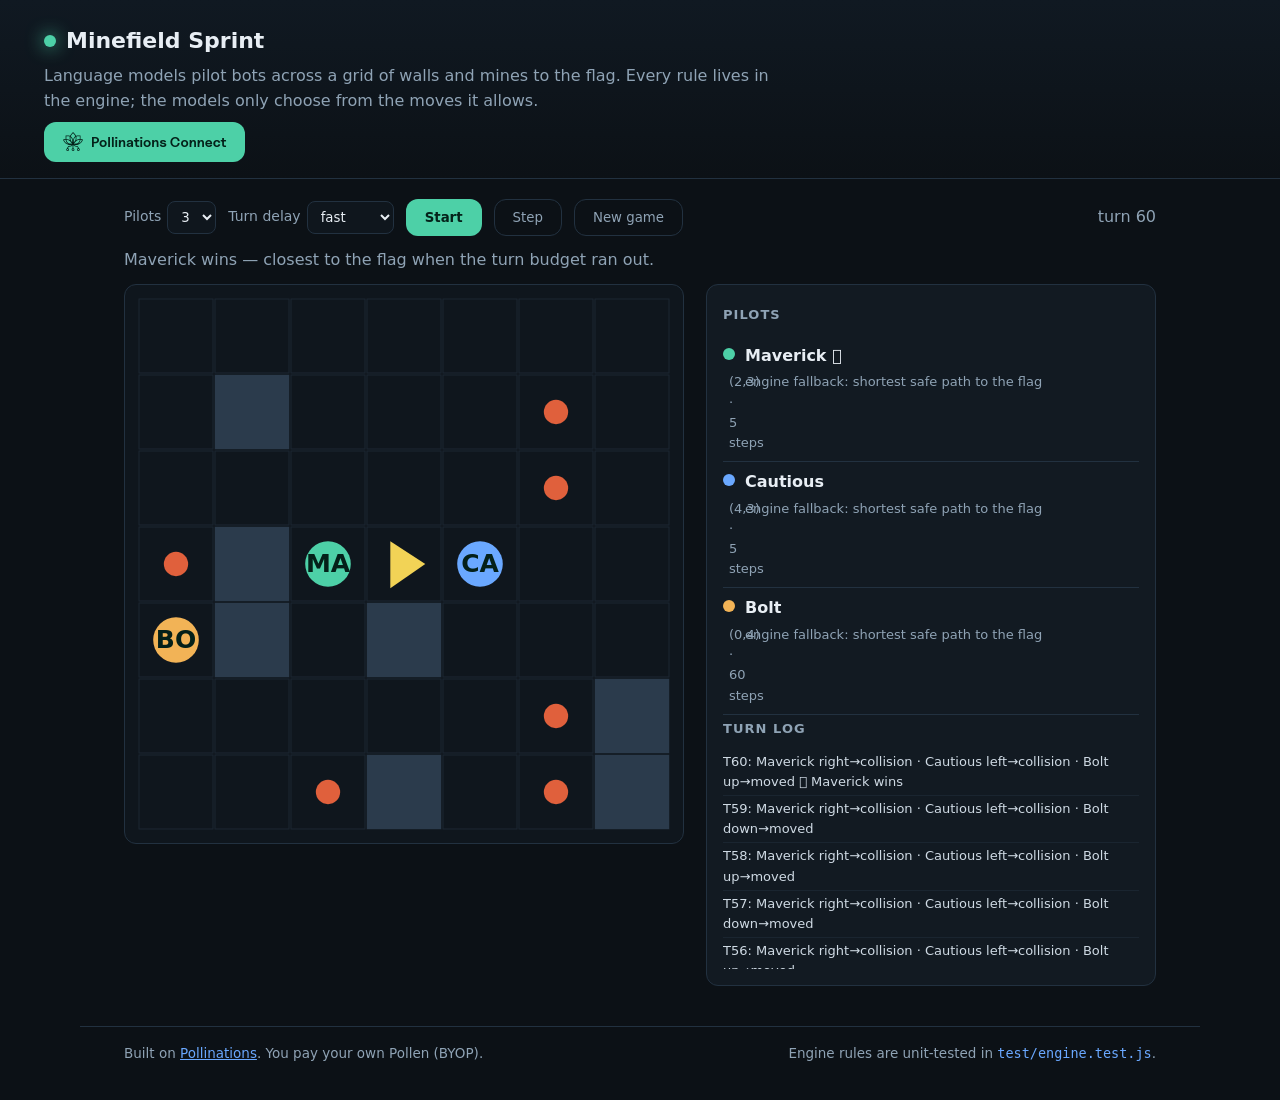 Minefield Sprint
Language models pilot bots across a grid of walls and mines to the flag. Every rule lives in
the engine; the models only choose from the moves it allows.
Pollinations Connect
Pilots 3 Turn delay fast Start Step New game turn 60
Maverick wins — closest to the flag when the turn budget ran out.
MA CA
BO
PILOTS
Maverick
(2,3) engine fallback: shortest safe path to the flag
·
5
steps
Cautious
(4,3) engine fallback: shortest safe path to the flag
·
5
steps
Bolt
(0,4) engine fallback: shortest safe path to the flag
·
60
steps
TURN LOG
T60: Maverick right→collision · Cautious left→collision · Bolt
up→moved Maverick wins
T59: Maverick right→collision · Cautious left→collision · Bolt
down→moved
T58: Maverick right→collision · Cautious left→collision · Bolt
up→moved
T57: Maverick right→collision · Cautious left→collision · Bolt
down→moved
T56: Maverick right→collision · Cautious left→collision · Bolt
up→moved
Built on Pollinations. You pay your own Pollen (BYOP).
Engine rules are unit-tested in test/engine.test.js.